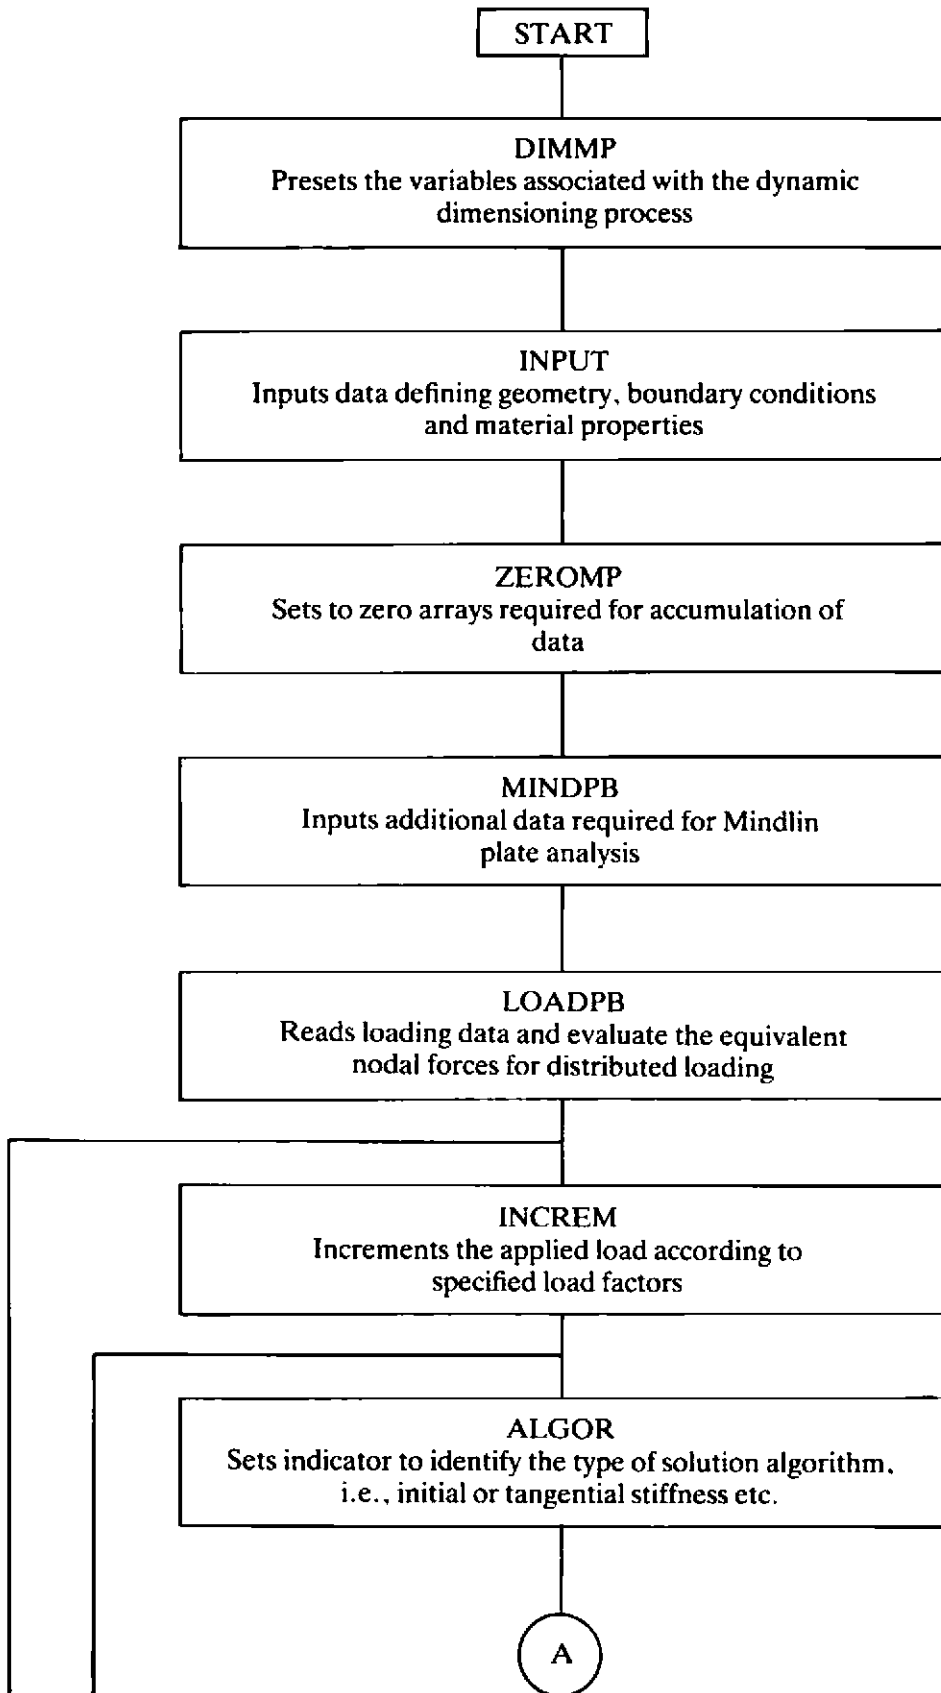 START
DIMMP
Presets the variables associated with the dynamic
dimensioning process
INPUT
Inputs data defining geometry, boundary conditions
and material properties
ZEROMP
Sets to zero arrays required for accumulation of
data
MINDPB
Inputs additional data required for Mindlin
plate analysis
LOADPB
Reads loading data and evaluate the equivalent
nodal forces for distributed loading
INCREM
Increments the applied load according to
specified load factors
ALGOR
Sets indicator to identify the type of solution algorithm,
i.e., initial or tangential stiffness etc.
A